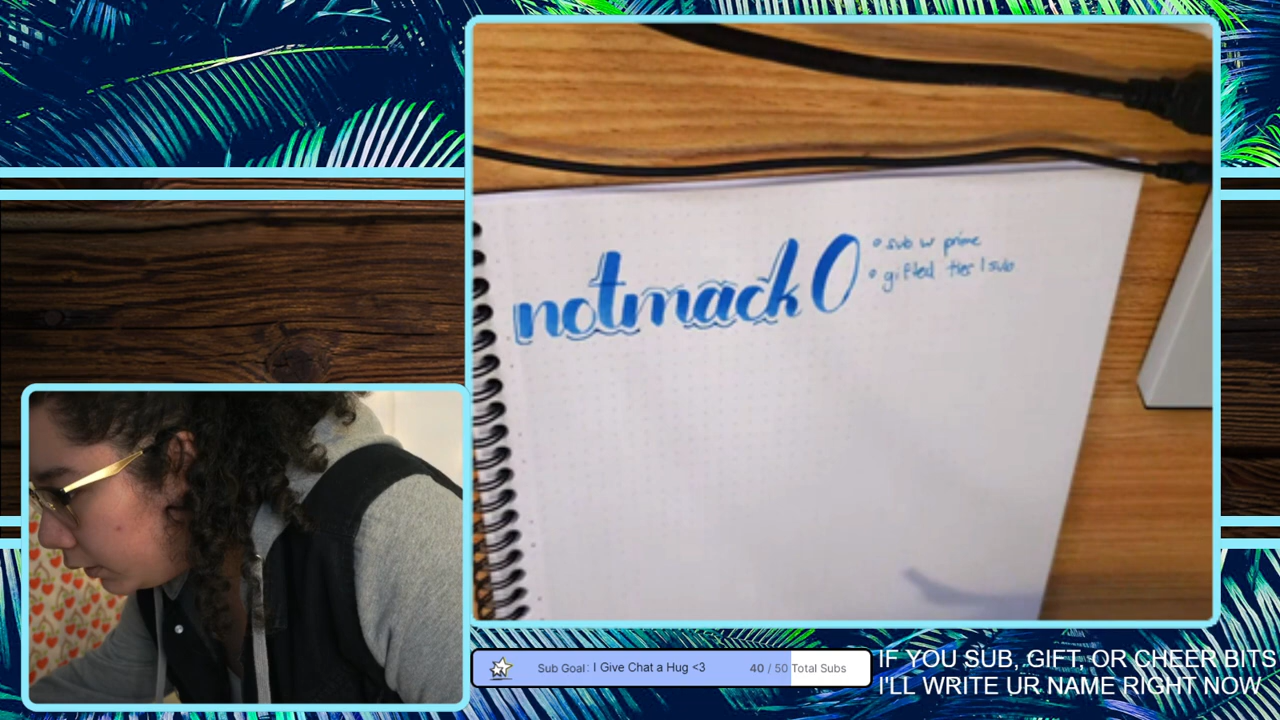 notmack0
• sub w prime
• gifted tier 1 sub
Sub Goal: I Give Chat a Hug <3
40 / 50 Total Subs
IF YOU SUB, GIFT, OR CHEER BITS
I'LL WRITE UR NAME RIGHT NOW